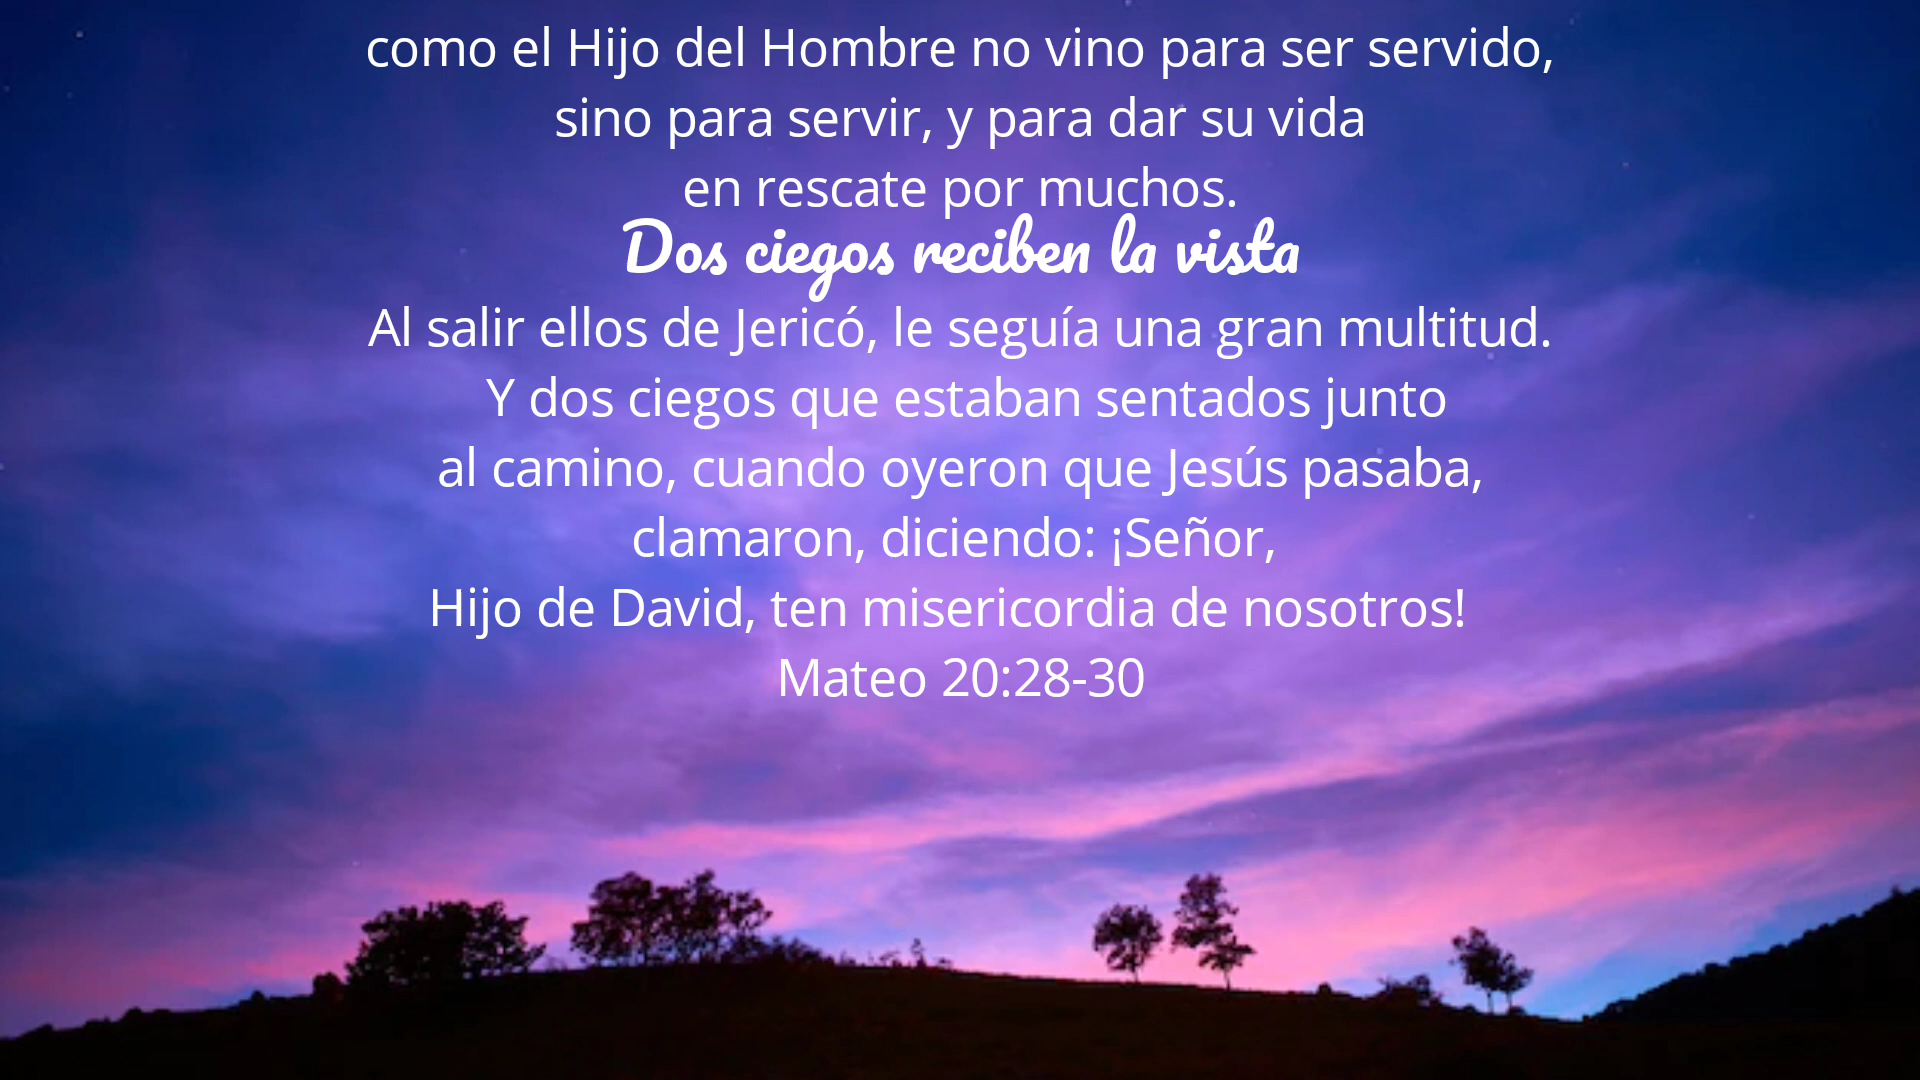 como el Hijo del Hombre no vino para ser servido,
sino para servir, y para dar su vida
en rescate por muchos.
Dos ciegos reciben la vista
Al salir ellos de Jericó, le seguía una gran multitud.
Y dos ciegos que estaban sentados junto
al camino, cuando oyeron que Jesús pasaba,
clamaron, diciendo: ¡Señor,
Hijo de David, ten misericordia de nosotros!
Mateo 20:28-30